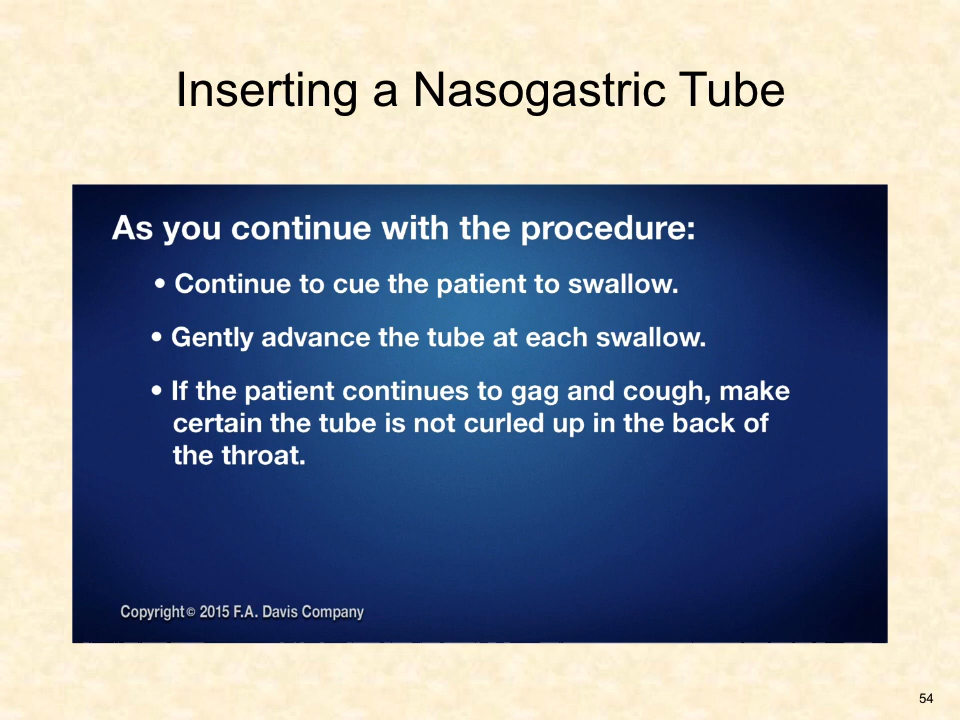 Inserting a Nasogastric Tube
As you continue with the procedure:
• Continue to cue the patient to swallow.
• Gently advance the tube at each swallow.
• If the patient continues to gag and cough, make
certain the tube is not curled up in the back of
the throat.
Copyright © 2015 F.A. Davis Company
54